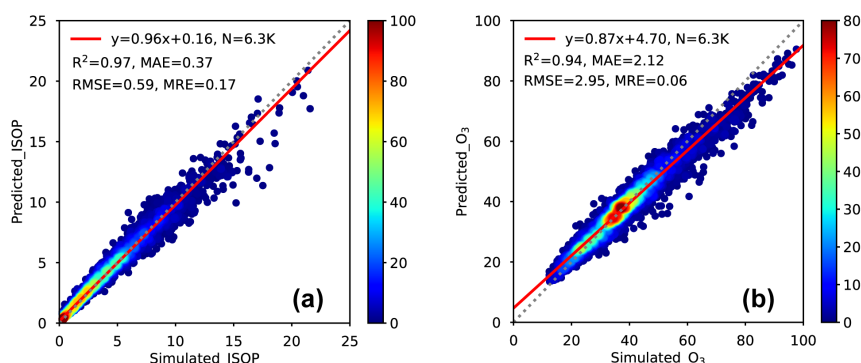 y=0.96x+0.16, N=6.3K
R²=0.97, MAE=0.37
RMSE=0.59, MRE=0.17
25
20
15
10
5
0
0 5 10 15 20 25
Predicted_ISOP
Simulated_ISOP
(a)
100
80
60
40
20
0
y=0.87x+4.70, N=6.3K
R²=0.94, MAE=2.12
RMSE=2.95, MRE=0.06
100
80
60
40
20
0
0 20 40 60 80 100
Predicted_O₃
Simulated_O₃
(b)
80
70
60
50
40
30
20
10
0